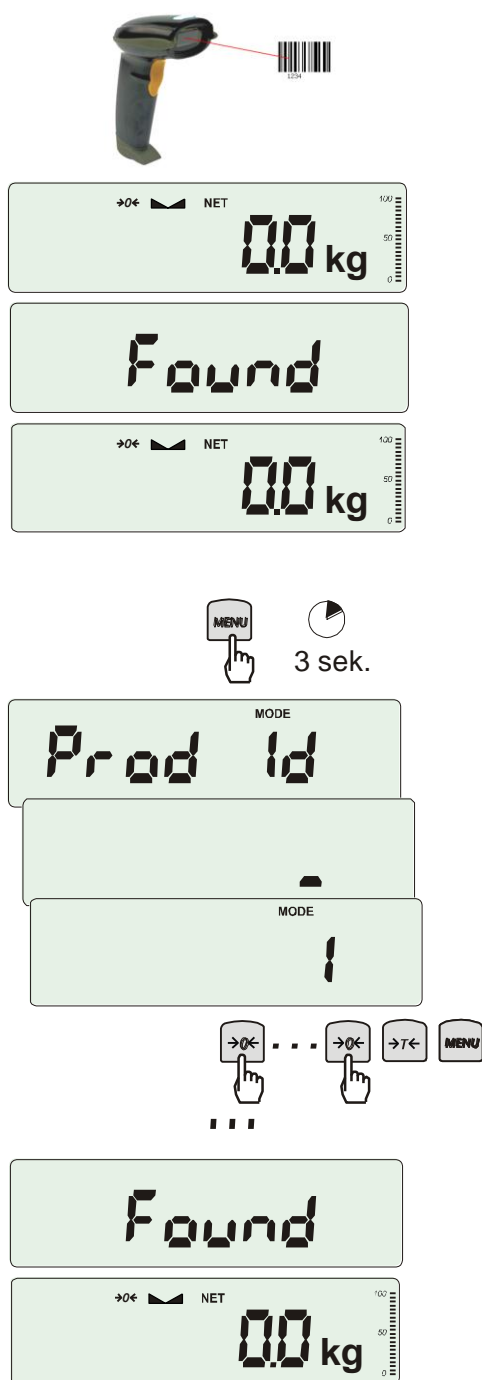 1234
→0← NET 100
0.0 kg 50
0
Found
→0← NET 100
0.0 kg 50
0
MENU
3 sek.
MODE
Prod Id
-
MODE
1
→0← ... →0← →T← MENU
...
Found
→0← NET 100
0.0 kg 50
0